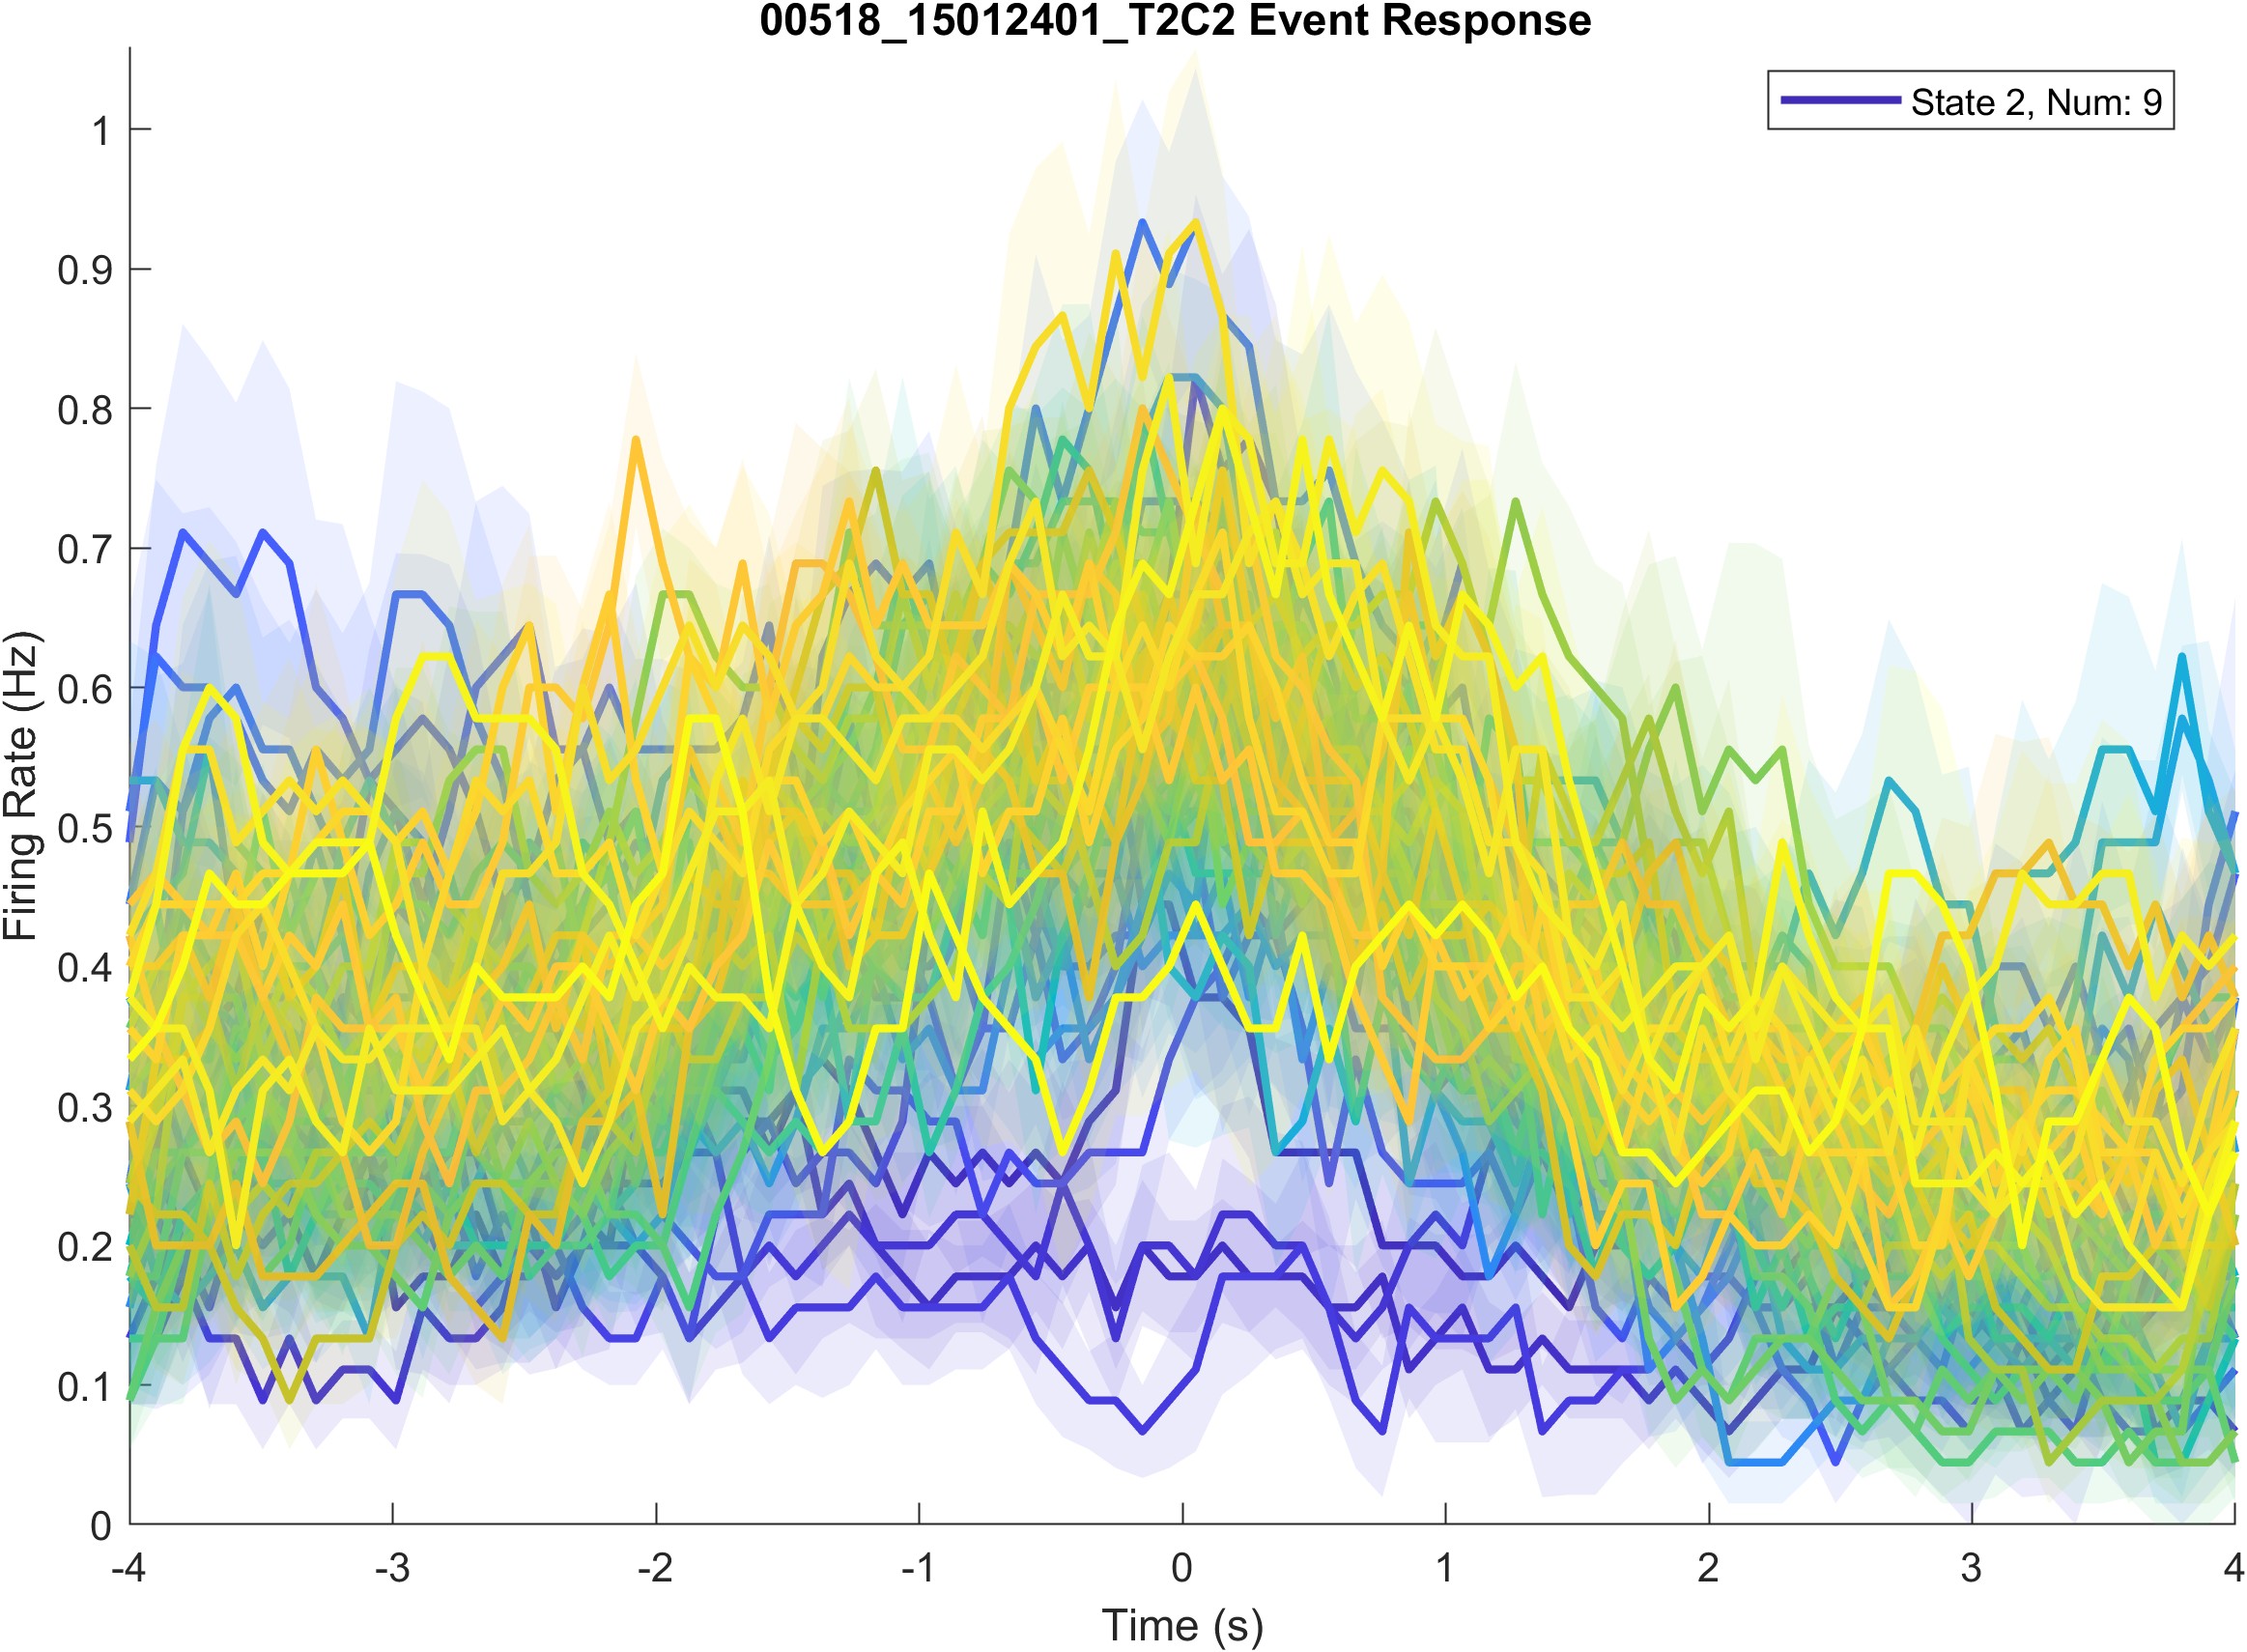 00518_15012401_T2C2 Event Response
State 2, Num: 9
Firing Rate (Hz)
1
0.9
0.8
0.7
0.6
0.5
0.4
0.3
0.2
0.1
0
-4 -3 -2 -1 0 1 2 3 4
Time (s)